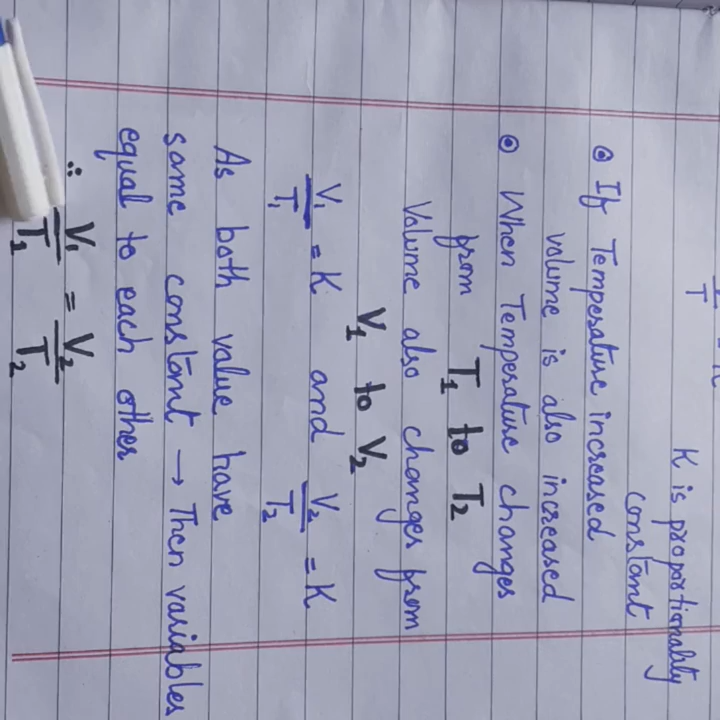 K is proportionality
constant
If Temperature increased
volume is also increased
When Temperature changes
from T₁ to T₂
Volume also changes from
V₁ to V₂
V₁/T₁ = K and V₂/T₂ = K
As both value have
same constant → Then variables
equal to each other
∴ V₁/T₁ = V₂/T₂